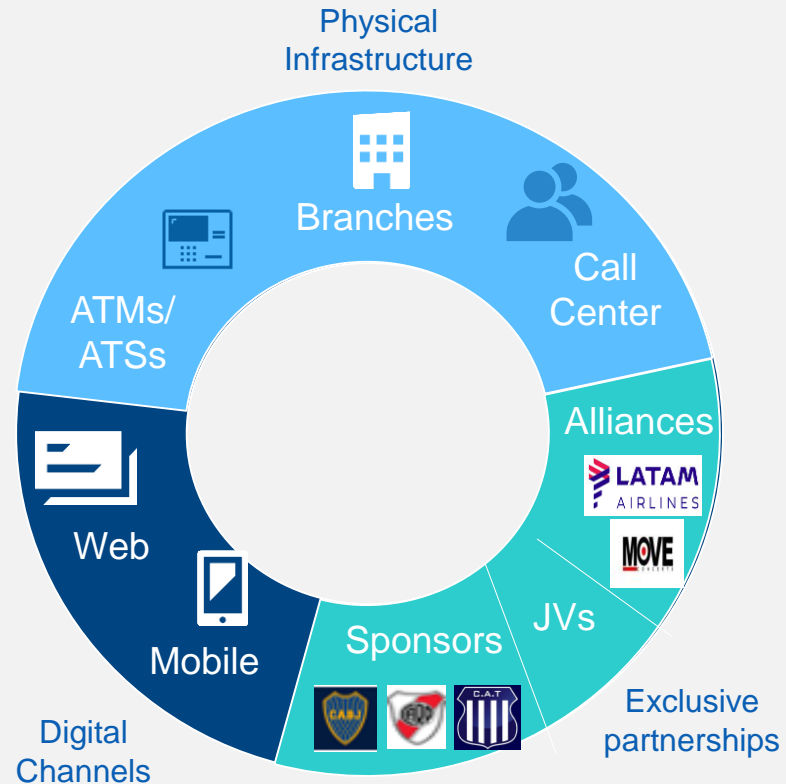 Physical
Infrastructure
Branches
Call
Center
ATMs/
ATSs
Alliances
LATAM
AIRLINES
MOVE
CONCERTS
Web
JVs
Sponsors
Mobile
C.A.B.J
C.A.T
Exclusive
partnerships
Digital
Channels